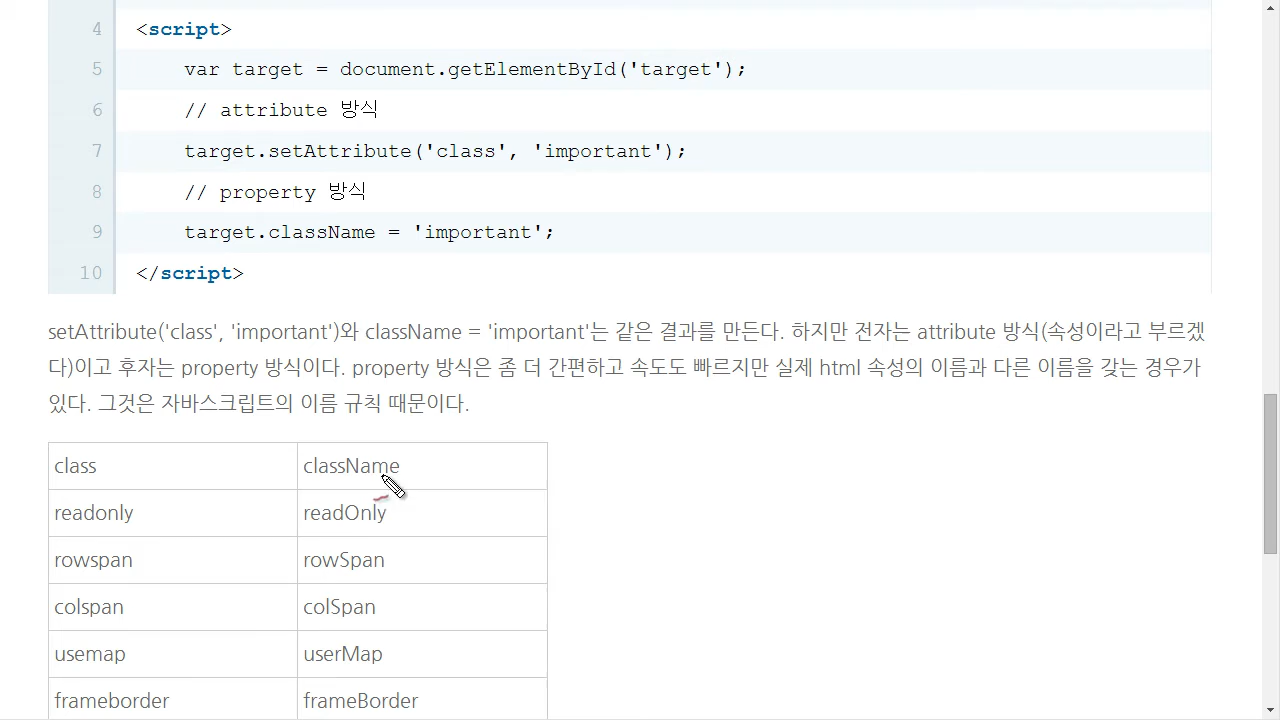 4 <script>
5 var target = document.getElementById('target');
6 // attribute 방식
7 target.setAttribute('class', 'important');
8 // property 방식
9 target.className = 'important';
10 </script>
setAttribute('class', 'important')와 className = 'important'는 같은 결과를 만든다. 하지만 전자는 attribute 방식(속성이라고 부르겠
다)이고 후자는 property 방식이다. property 방식은 좀 더 간편하고 속도도 빠르지만 실제 html 속성의 이름과 다른 이름을 갖는 경우가
있다. 그것은 자바스크립트의 이름 규칙 때문이다.
class className
readonly readOnly
rowspan rowSpan
colspan colSpan
usemap userMap
frameborder frameBorder